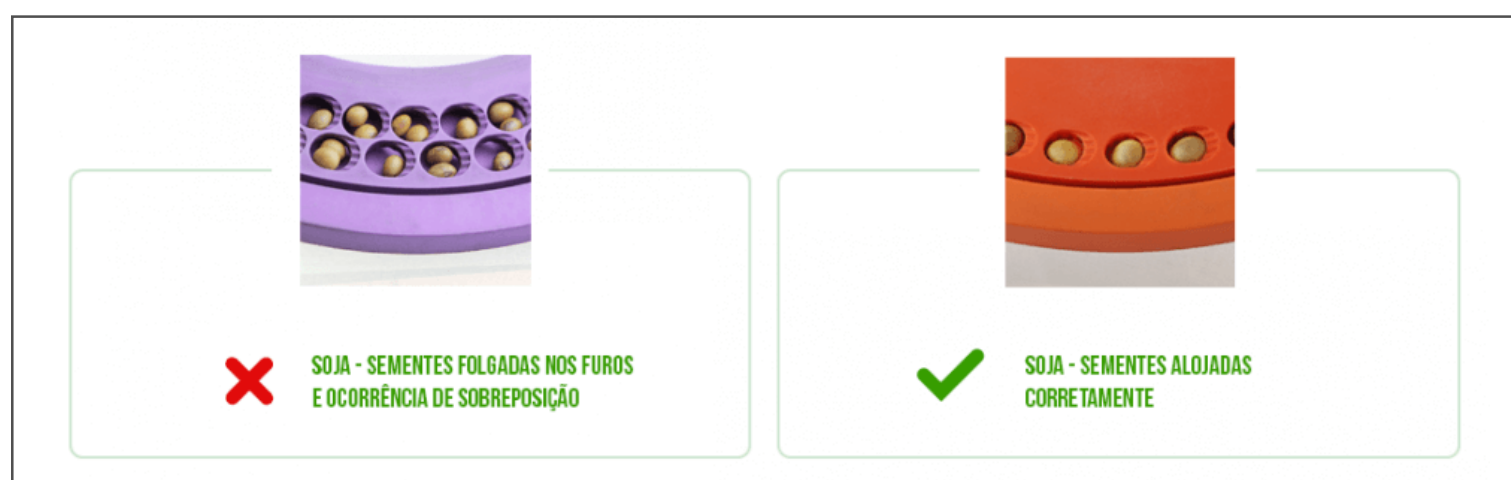 SOJA - SEMENTES FOLGADAS NOS FUROS
E OCORRÊNCIA DE SOBREPOSIÇÃO
SOJA - SEMENTES ALOJADAS
CORRETAMENTE